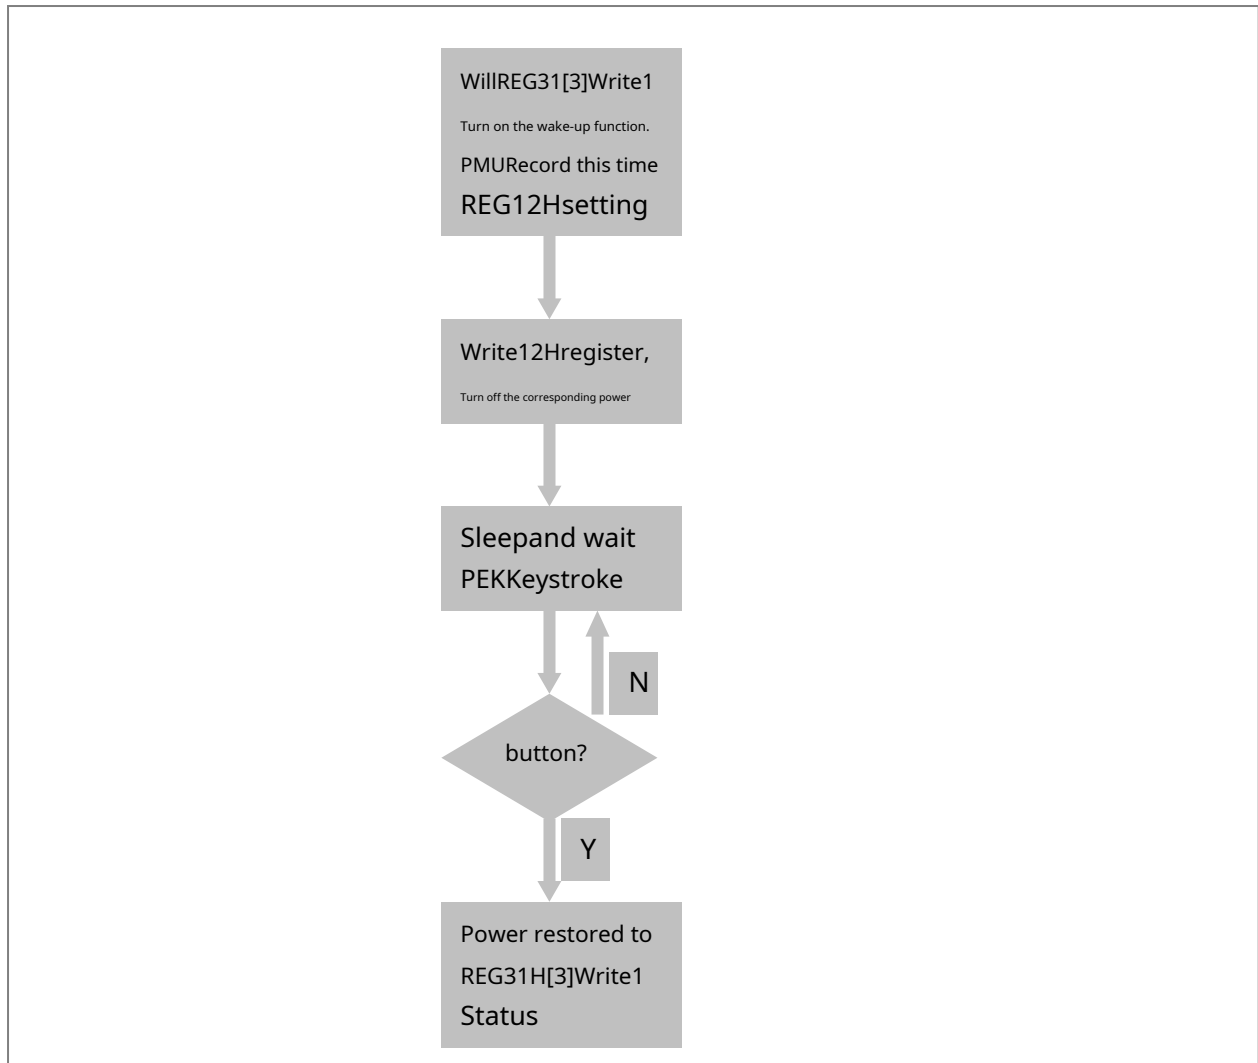 WillREG31[3]Write1
Turn on the wake-up function.
PMURecord this time
REG12Hsetting
Write12Hregister,
Turn off the corresponding power
Sleepand wait
PEKKeystroke
N
button?
Y
Power restored to
REG31H[3]Write1
Status